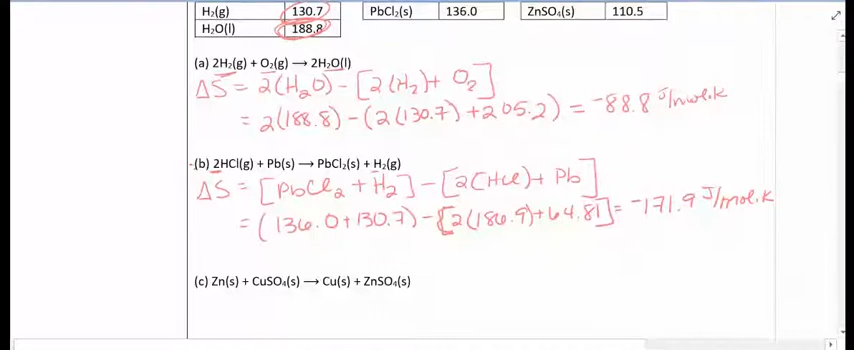 H₂(g) 130.7 PbCl₂(s) 136.0 ZnSO₄(s) 110.5
H₂O(l) 188.8
(a) 2H₂(g) + O₂(g) → 2H₂O(l)
ΔS = 2(H₂O) - [2(H₂) + O₂]
= 2(188.8) - (2(130.7) + 205.2) = -88.8 J/mol.K
(b) 2HCl(g) + Pb(s) → PbCl₂(s) + H₂(g)
ΔS = [PbCl₂ + H₂] - [2(HCl) + Pb]
= (136.0 + 130.7) - [2(186.9) + 64.81] = -171.9 J/mol.K
(c) Zn(s) + CuSO₄(s) → Cu(s) + ZnSO₄(s)